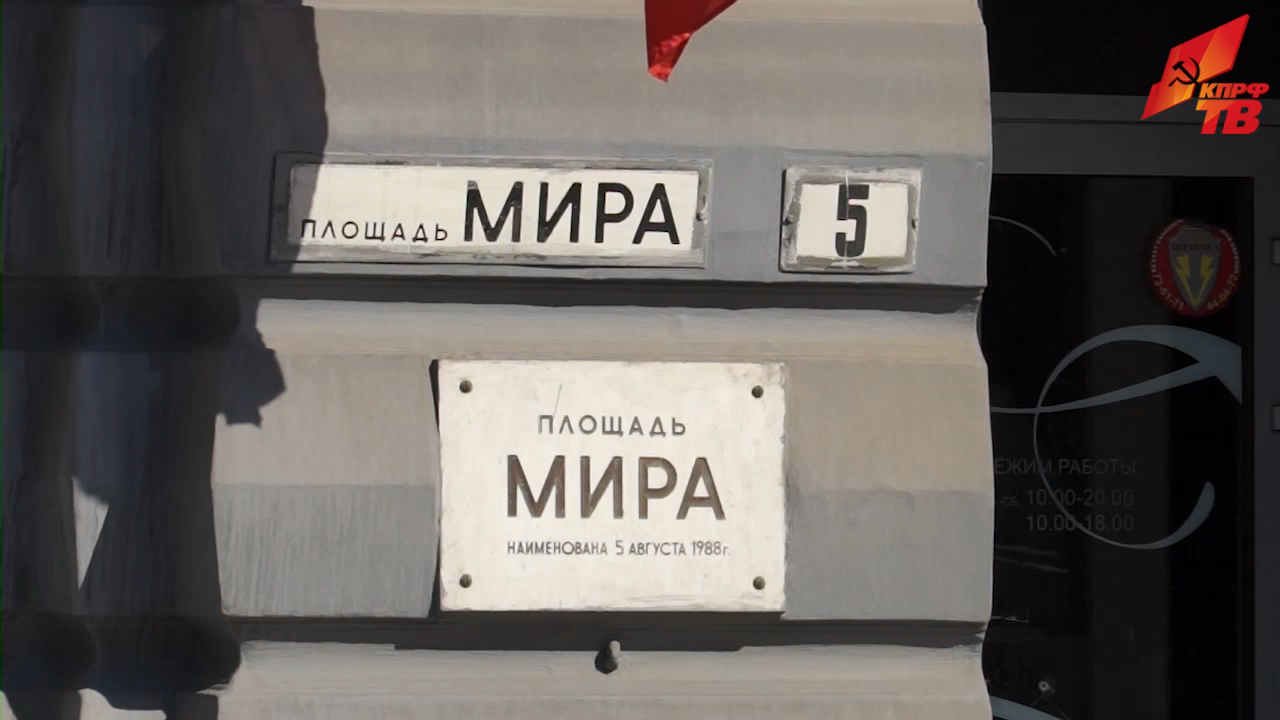 КПРФ
ТВ
ПЛОЩАДЬ МИРА
5
ПЛОЩАДЬ
МИРА
НАИМЕНОВАНА 5 АВГУСТА 1988г.
ЕЖИМ РАБОТЫ
-СБ. 10.00-20.00
10.00-18.00